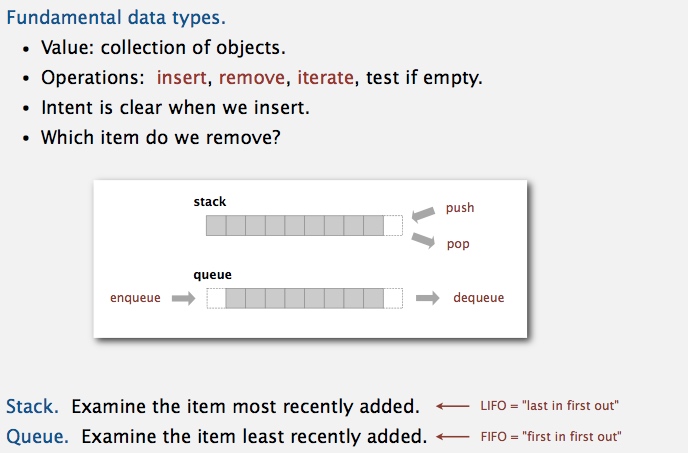 Fundamental data types.
• Value: collection of objects.
• Operations: insert, remove, iterate, test if empty.
• Intent is clear when we insert.
• Which item do we remove?
stack
push
pop
queue
enqueue
dequeue
Stack. Examine the item most recently added. LIFO = "last in first out"
Queue. Examine the item least recently added. FIFO = "first in first out"